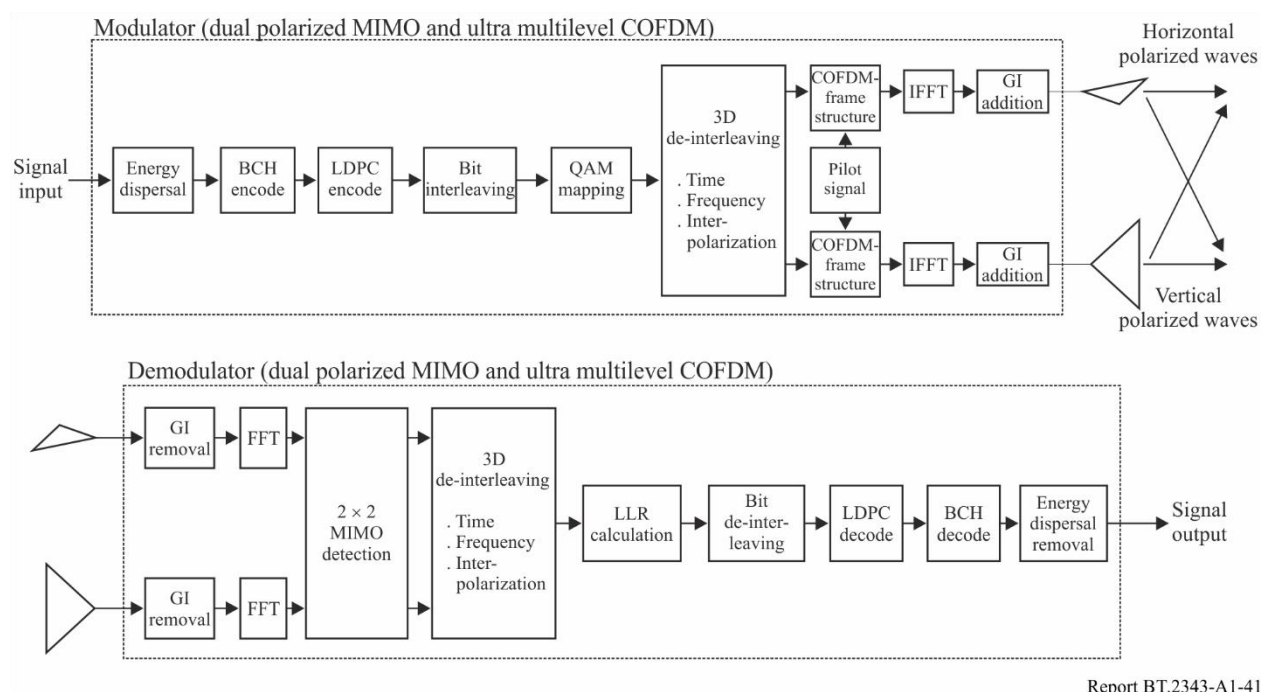 Modulator (dual polarized MIMO and ultra multilevel COFDM)
Horizontal
polarized waves
Signal
input
Energy
dispersal
BCH
encode
LDPC
encode
Bit
interleaving
QAM
mapping
3D
de-interleaving
. Time
. Frequency
. Inter-
polarization
COFDM-
frame
structure
IFFT
GI
addition
Pilot
signal
COFDM-
frame
structure
IFFT
GI
addition
Vertical
polarized waves
Demodulator (dual polarized MIMO and ultra multilevel COFDM)
GI
removal
FFT
GI
removal
FFT
2 × 2
MIMO
detection
3D
de-interleaving
. Time
. Frequency
. Inter-
polarization
LLR
calculation
Bit
de-inter-
leaving
LDPC
decode
BCH
decode
Energy
dispersal
removal
Signal
output
Report BT.2343-A1-41